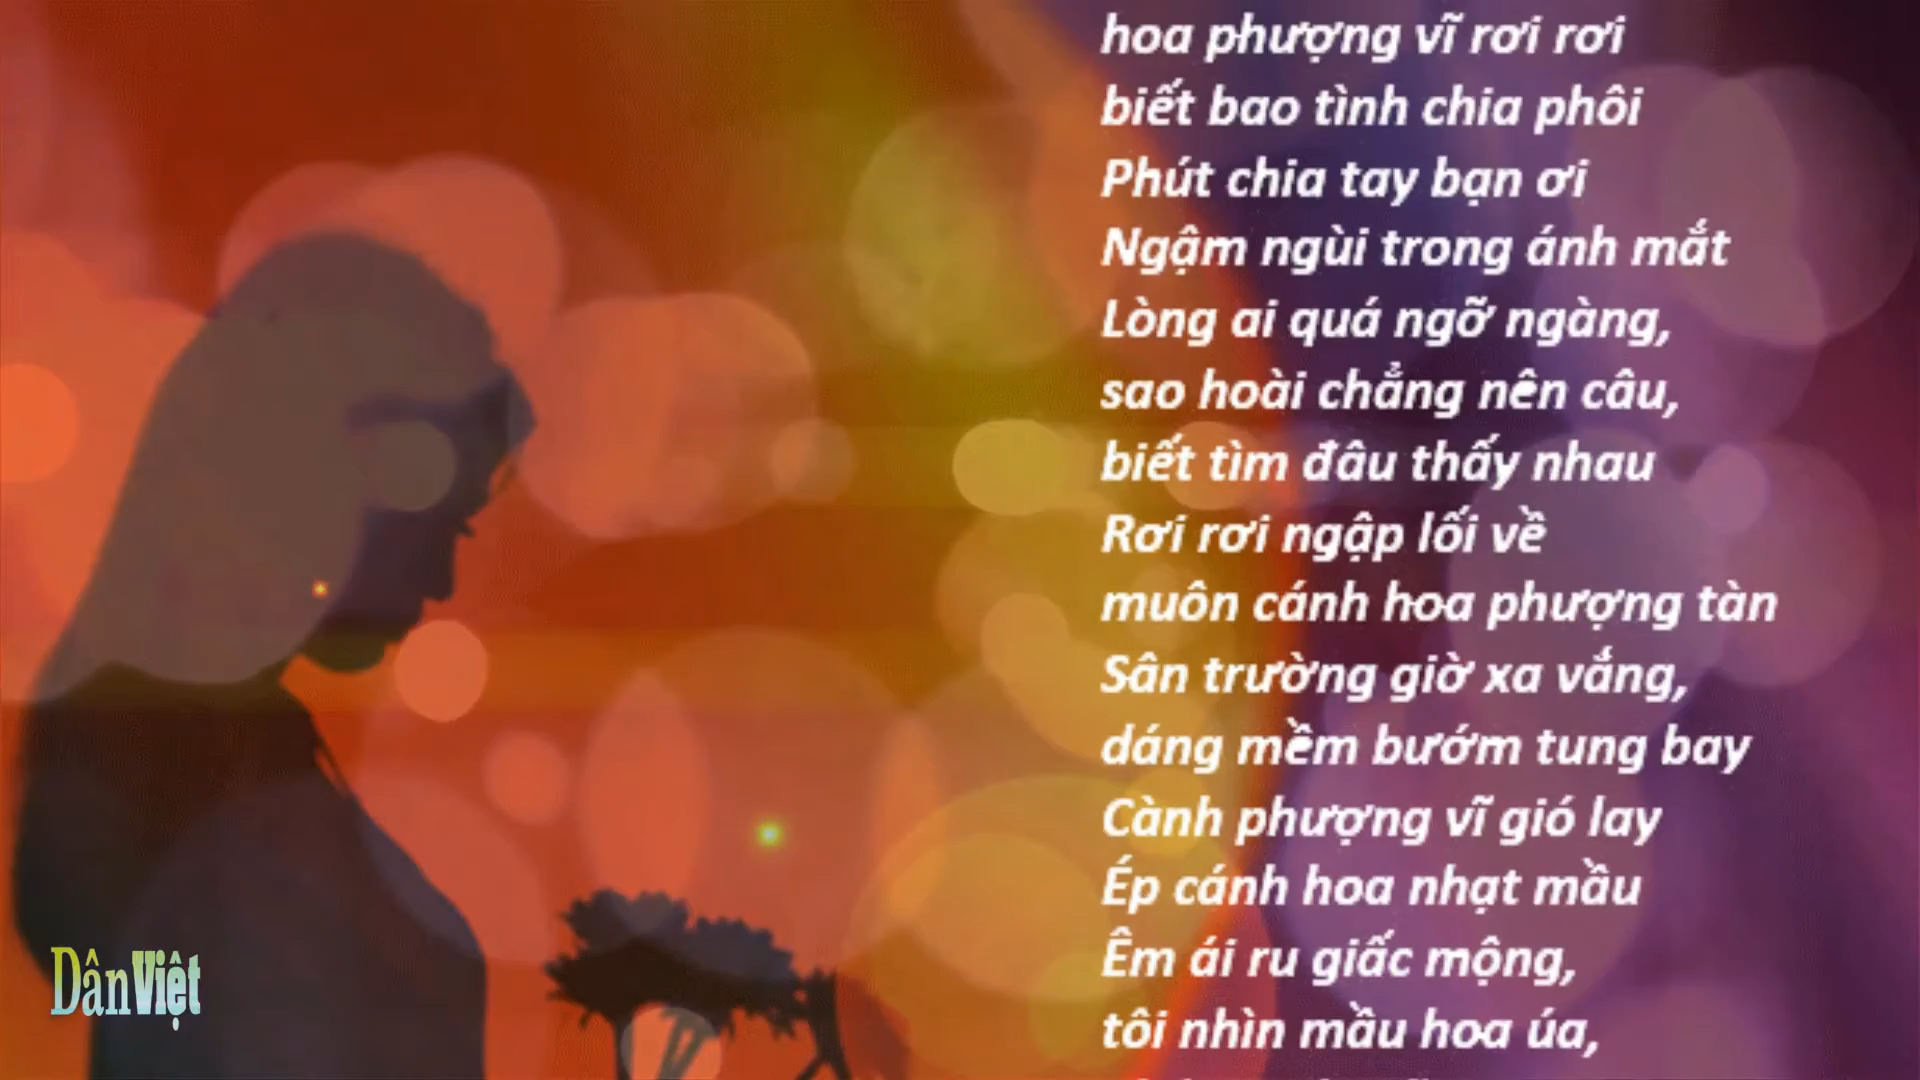 hoa phượng vĩ rơi rơi
biết bao tình chia phôi
Phút chia tay bạn ơi
Ngậm ngùi trong ánh mắt
Lòng ai quá ngỡ ngàng,
sao hoài chẳng nên câu,
biết tìm đâu thấy nhau
Rơi rơi ngập lối về
muôn cánh hoa phượng tàn
Sân trường giờ xa vắng,
dáng mềm bướm tung bay
Cành phượng vĩ gió lay
Ép cánh hoa nhạt mầu
Êm ái ru giấc mộng,
tôi nhìn mầu hoa úa,
DânViệt